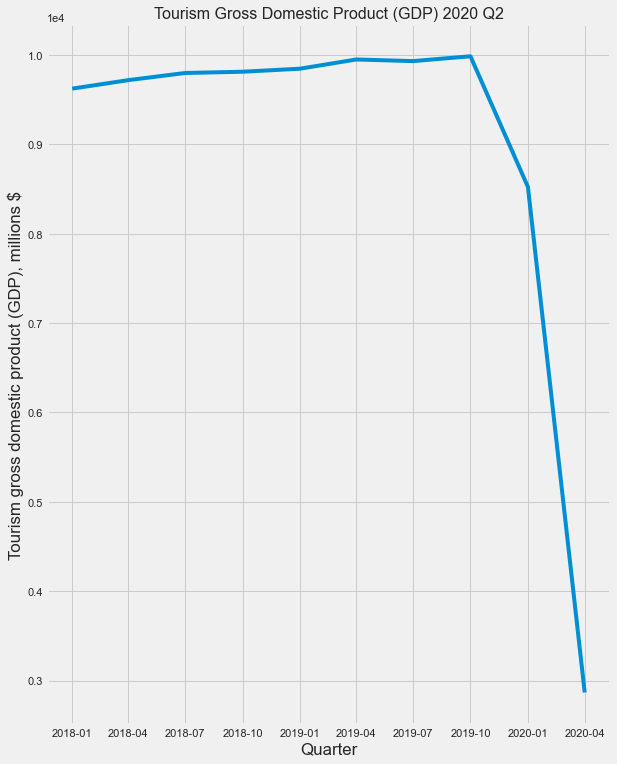 Tourism Gross Domestic Product (GDP) 2020 Q2
1e4
1.0
0.9
0.8
0.7
0.6
0.5
0.4
0.3
Tourism gross domestic product (GDP), millions $
2018-01 2018-04 2018-07 2018-10 2019-01 2019-04 2019-07 2019-10 2020-01 2020-04
Quarter